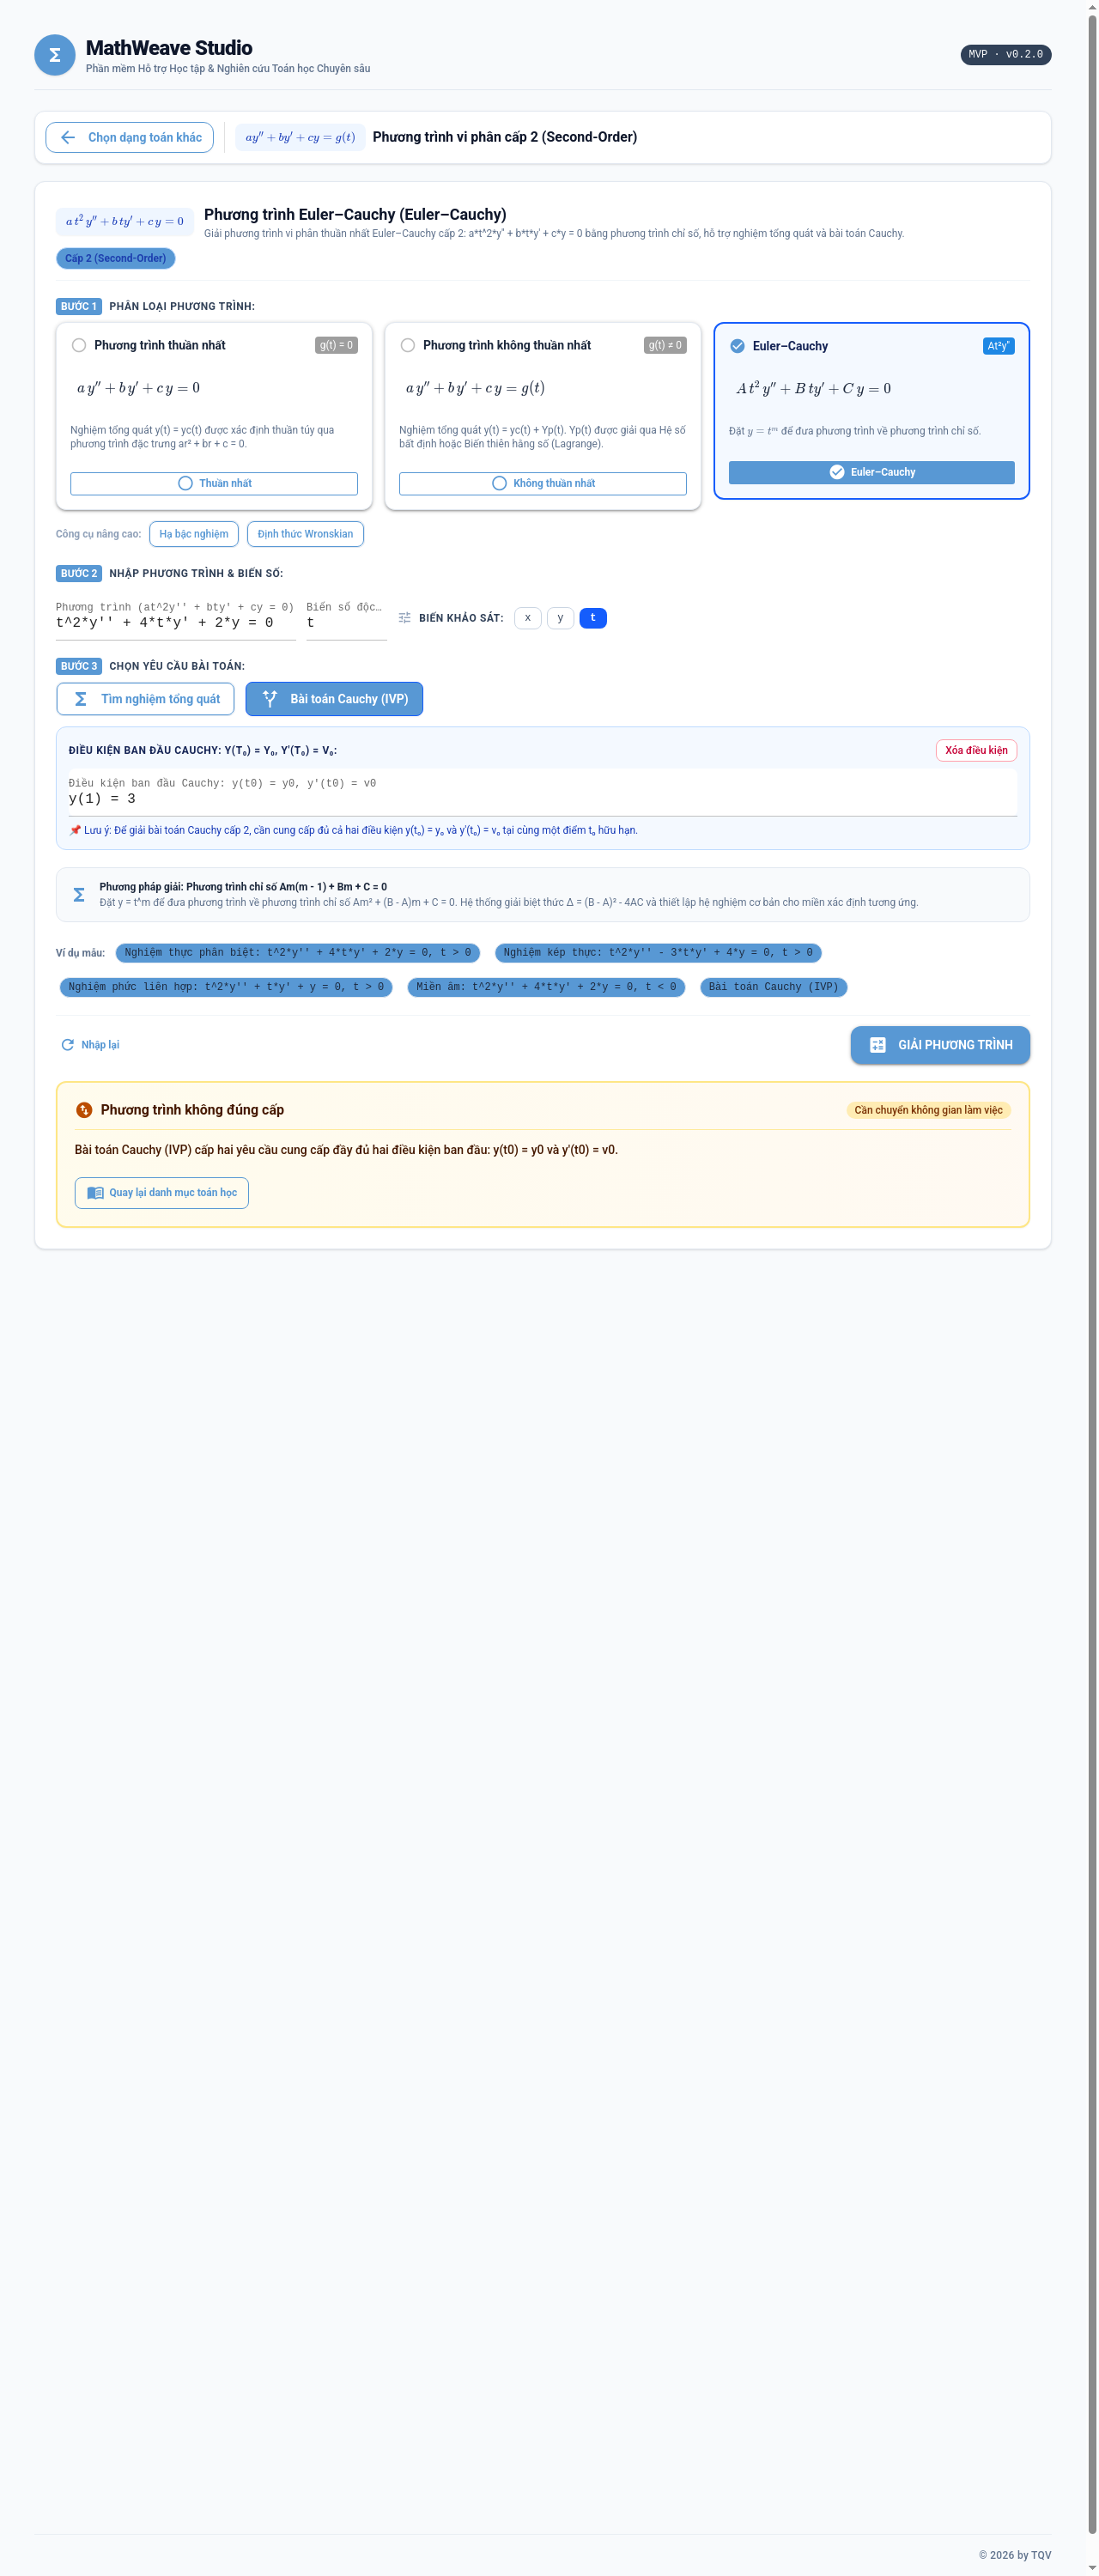 MathWeave Studio
Phần mềm Hỗ trợ Học tập & Nghiên cứu Toán học Chuyên sâu
MVP · v0.2.0
Chọn dạng toán khác
ay′′ + by′ + cy = g(t)
Phương trình vi phân cấp 2 (Second-Order)
a t² y′′ + b ty′ + c y = 0
Phương trình Euler–Cauchy (Euler–Cauchy)
Giải phương trình vi phân thuần nhất Euler–Cauchy cấp 2: a*t^2*y'' + b*t*y' + c*y = 0 bằng phương trình chỉ số, hỗ trợ nghiệm tổng quát và bài toán Cauchy.
Cấp 2 (Second-Order)
BƯỚC 1 PHÂN LOẠI PHƯƠNG TRÌNH:
Phương trình thuần nhất
g(t) = 0
a y′′ + b y′ + c y = 0
Nghiệm tổng quát y(t) = yc(t) được xác định thuần túy qua
phương trình đặc trưng ar² + br + c = 0.
Thuần nhất
Phương trình không thuần nhất
g(t) ≠ 0
a y′′ + b y′ + c y = g(t)
Nghiệm tổng quát y(t) = yc(t) + Yp(t). Yp(t) được giải qua Hệ số
bất định hoặc Biến thiên hằng số (Lagrange).
Không thuần nhất
Euler–Cauchy
At²y''
A t² y′′ + B ty′ + C y = 0
Đặt y = tᵐ để đưa phương trình về phương trình chỉ số.
Euler–Cauchy
Công cụ nâng cao:
Hạ bậc nghiệm
Định thức Wronskian
BƯỚC 2 NHẬP PHƯƠNG TRÌNH & BIẾN SỐ:
Phương trình (at^2y'' + bty' + cy = 0)
t^2*y'' + 4*t*y' + 2*y = 0
Biến số độc…
t
BIẾN KHẢO SÁT:
x
y
t
BƯỚC 3 CHỌN YÊU CẦU BÀI TOÁN:
Tìm nghiệm tổng quát
Bài toán Cauchy (IVP)
ĐIỀU KIỆN BAN ĐẦU CAUCHY: Y(T₀) = Y₀, Y'(T₀) = V₀:
Xóa điều kiện
Điều kiện ban đầu Cauchy: y(t0) = y0, y'(t0) = v0
y(1) = 3
📌 Lưu ý: Để giải bài toán Cauchy cấp 2, cần cung cấp đủ cả hai điều kiện y(t₀) = y₀ và y'(t₀) = v₀ tại cùng một điểm t₀ hữu hạn.
Phương pháp giải: Phương trình chỉ số Am(m - 1) + Bm + C = 0
Đặt y = t^m để đưa phương trình về phương trình chỉ số Am² + (B - A)m + C = 0. Hệ thống giải biệt thức Δ = (B - A)² - 4AC và thiết lập hệ nghiệm cơ bản cho miền xác định tương ứng.
Ví dụ mẫu:
Nghiệm thực phân biệt: t^2*y'' + 4*t*y' + 2*y = 0, t > 0
Nghiệm kép thực: t^2*y'' - 3*t*y' + 4*y = 0, t > 0
Nghiệm phức liên hợp: t^2*y'' + t*y' + y = 0, t > 0
Miền âm: t^2*y'' + 4*t*y' + 2*y = 0, t < 0
Bài toán Cauchy (IVP)
Nhập lại
GIẢI PHƯƠNG TRÌNH
Phương trình không đúng cấp
Cần chuyển không gian làm việc
Bài toán Cauchy (IVP) cấp hai yêu cầu cung cấp đầy đủ hai điều kiện ban đầu: y(t0) = y0 và y'(t0) = v0.
Quay lại danh mục toán học
© 2026 by TQV